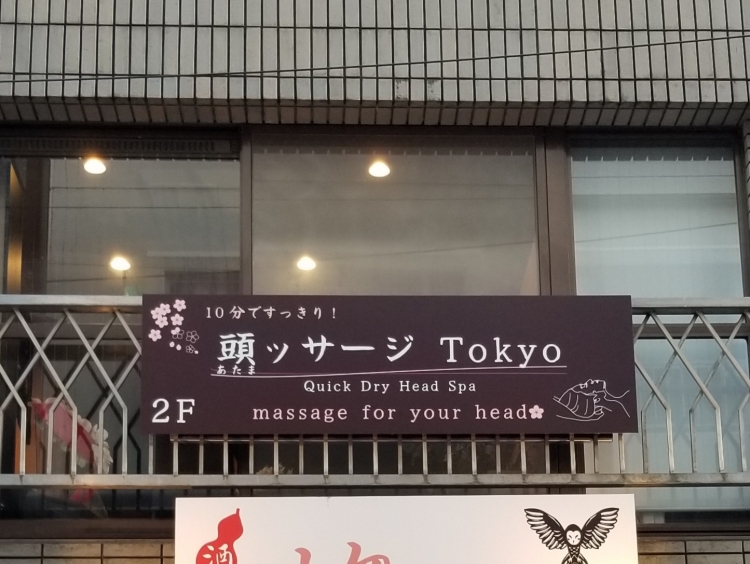 10分ですっきり！
頭ッサージ Tokyo
あたま
Quick Dry Head Spa
2F
massage for your head
酒